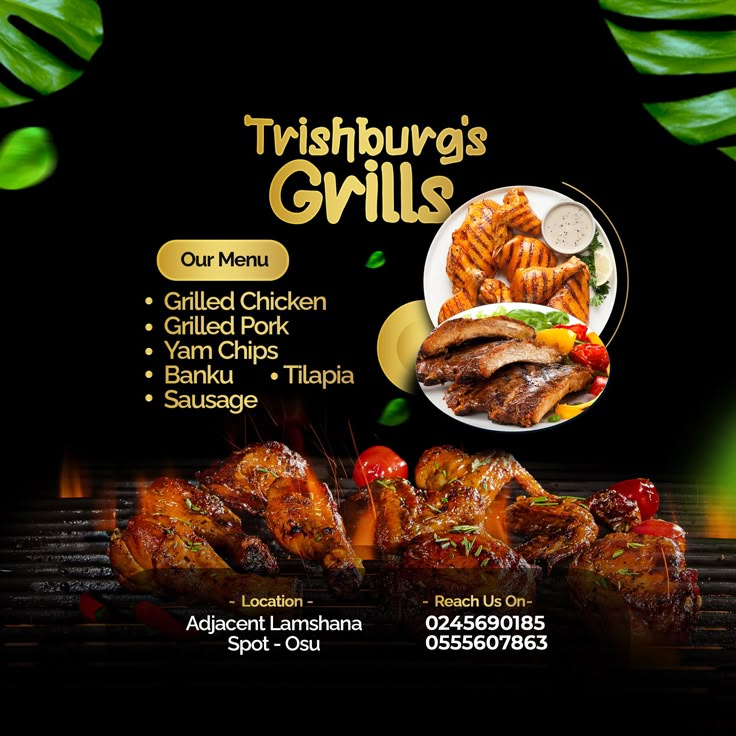 Trishburg's
Grills
Our Menu
• Grilled Chicken
• Grilled Pork
• Yam Chips
• Banku • Tilapia
• Sausage
- Location -
Adjacent Lamshana
Spot - Osu
- Reach Us On-
0245690185
0555607863